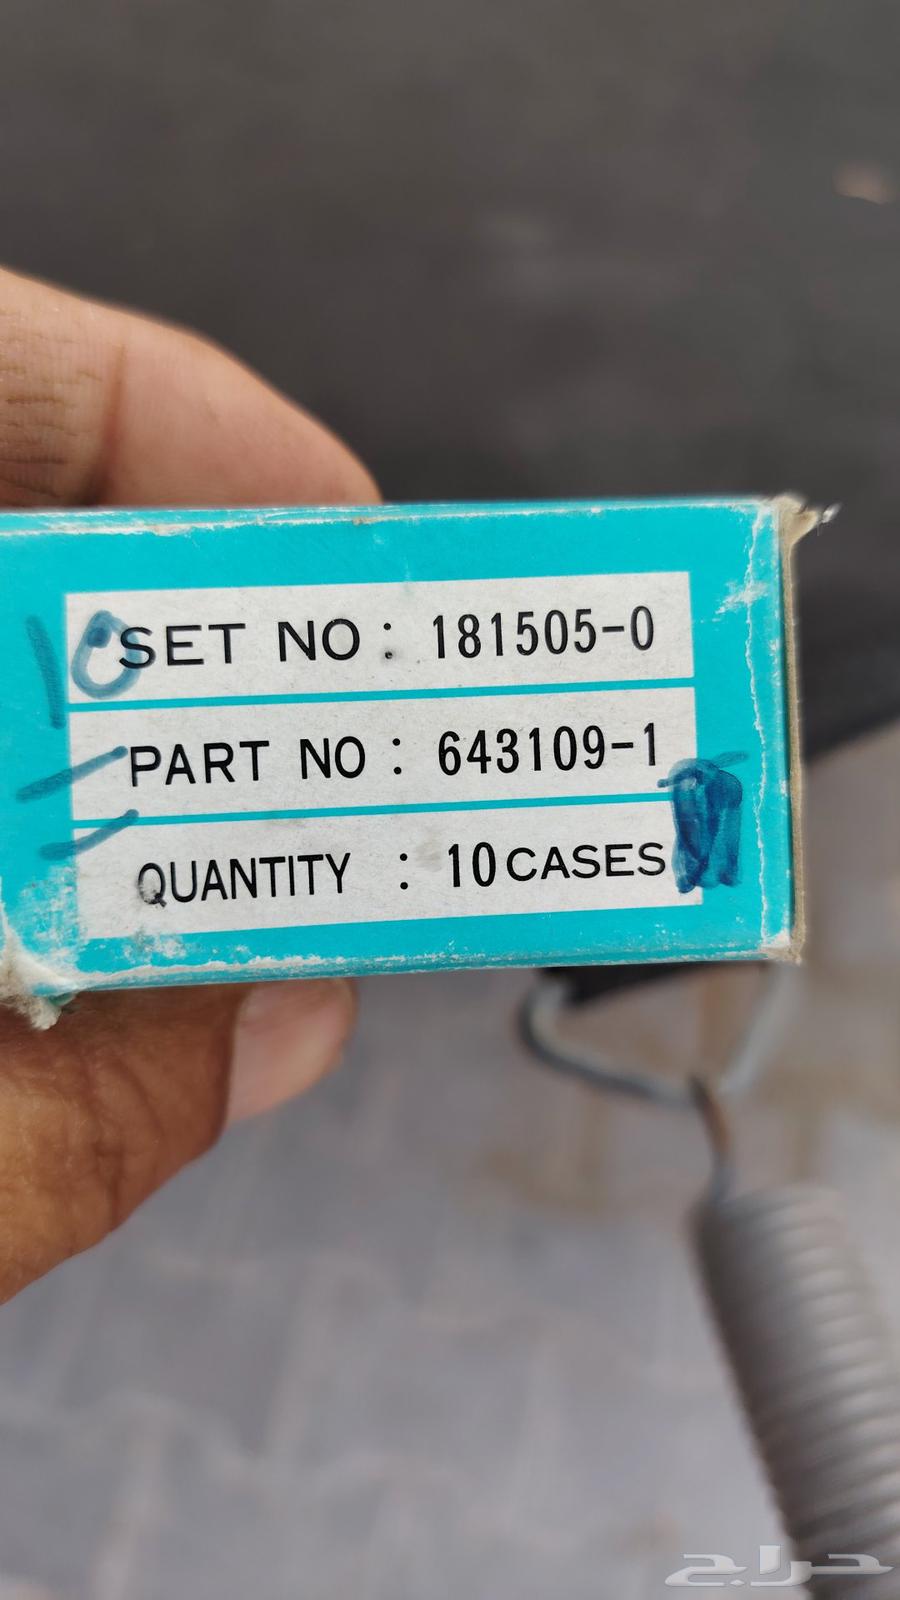 SET NO : 181505-0
PART NO : 643109-1
QUANTITY : 10 CASES
حراج